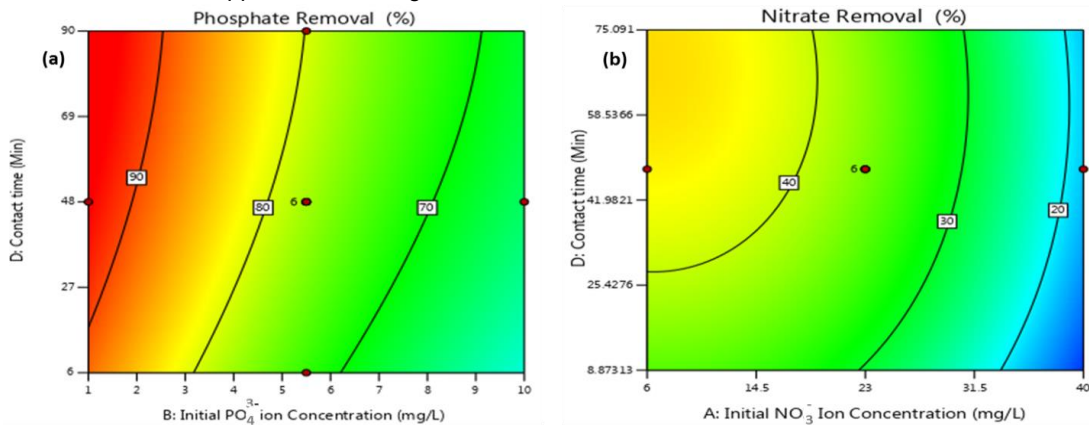 Phosphate Removal (%)
(a)
90
69
48
27
6
D: Contact time (Min)
90
80
70
6
1 2 3 4 5 6 7 8 9 10
B: Initial PO₄³⁻ ion Concentration (mg/L)
Nitrate Removal (%)
(b)
75.091
58.5366
41.9821
25.4276
8.87313
D: Contact time (Min)
40
30
20
6
6 14.5 23 31.5 40
A: Initial NO₃⁻ Ion Concentration (mg/L)